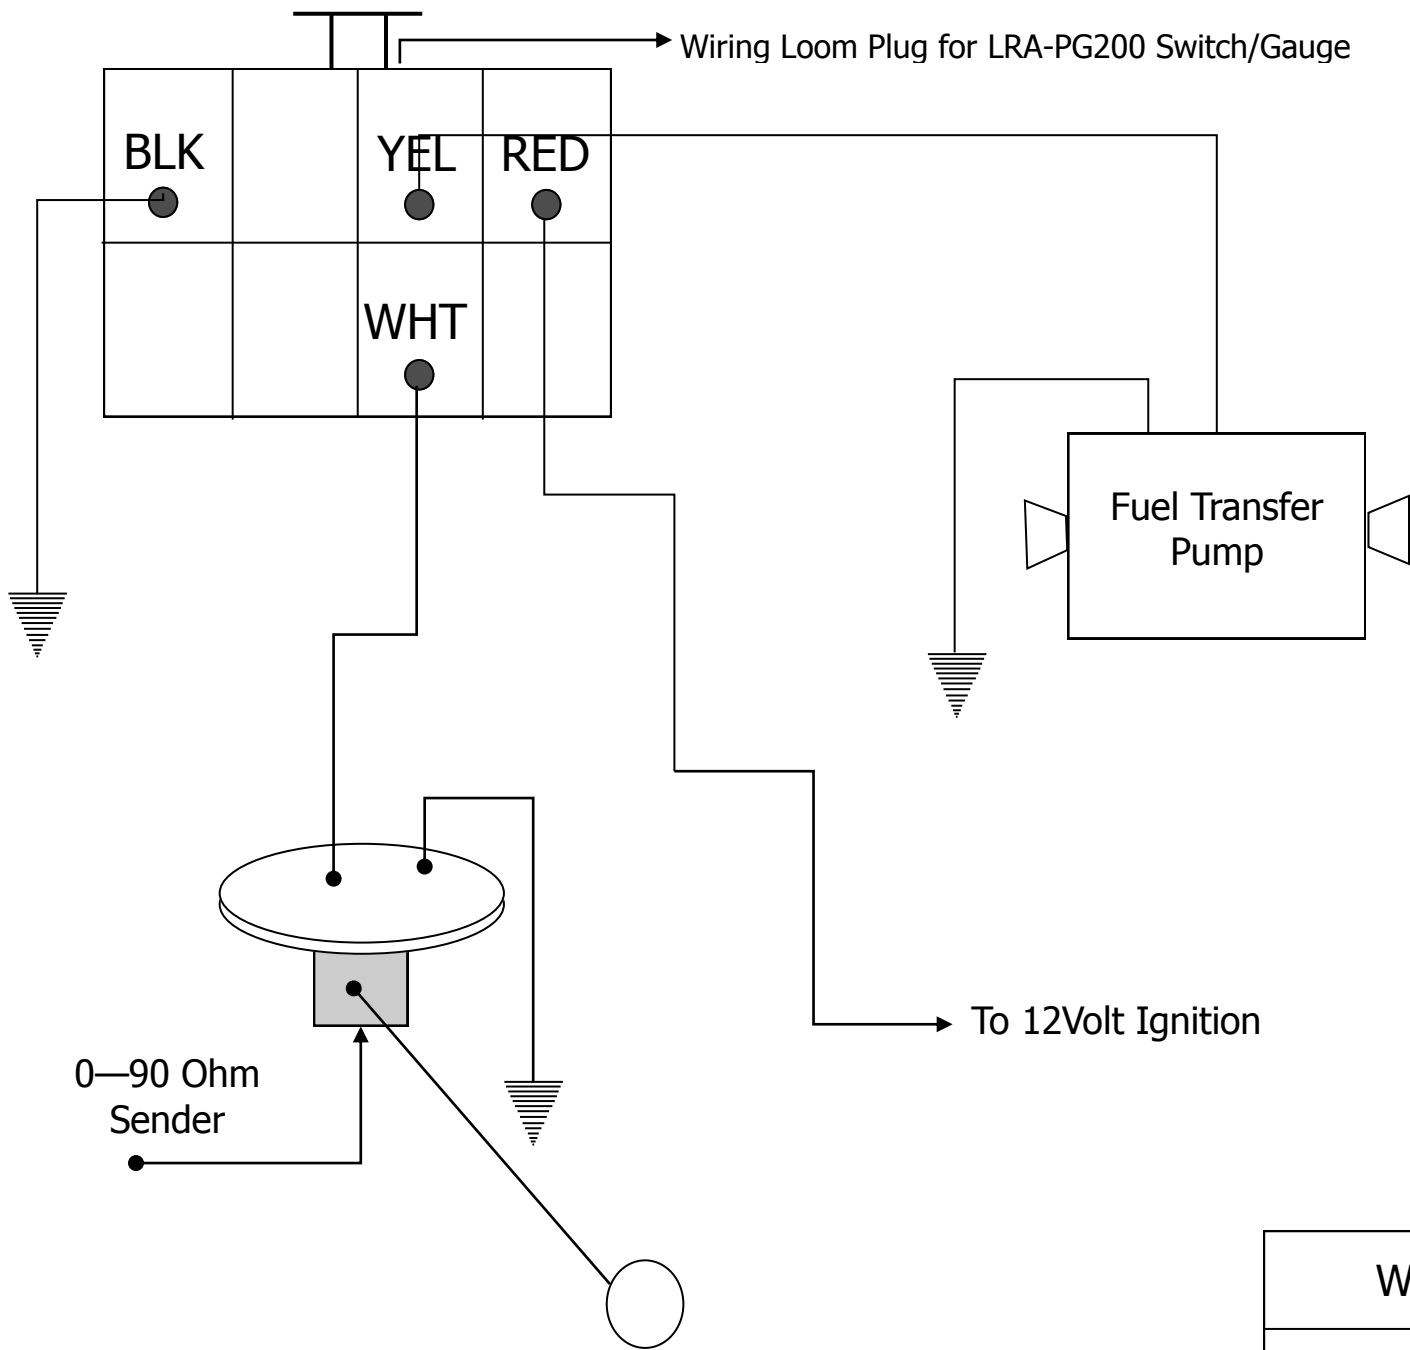 Wiring Loom Plug for LRA-PG200 Switch/Gauge
BLK YEL RED
WHT
Fuel Transfer
Pump
To 12Volt Ignition
0—90 Ohm
Sender